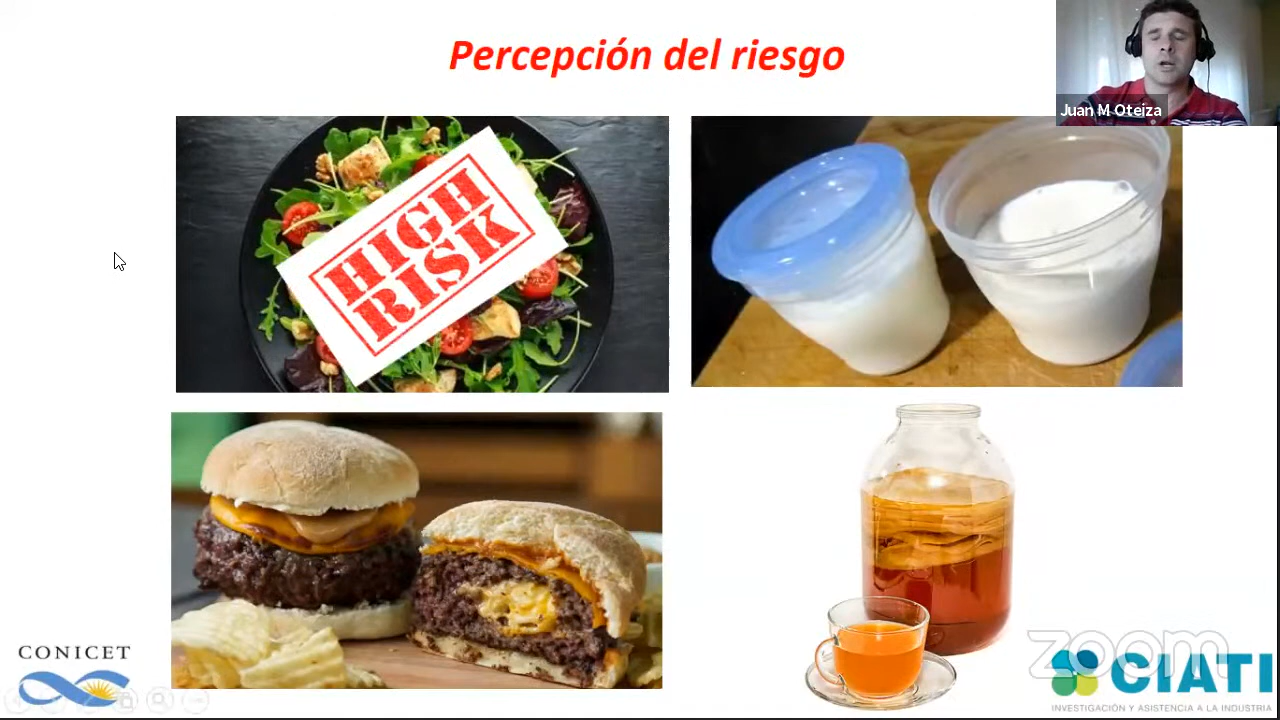 Percepción del riesgo
Juan M Oteiza
HIGH
RISK
CONICET
zoom
CIATI
INVESTIGACIÓN Y ASISTENCIA A LA INDUSTRIA